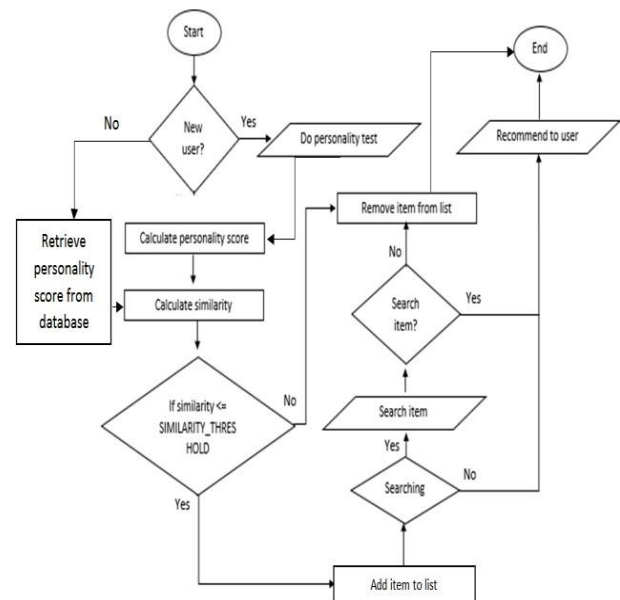 Start
End
New
user?
No
Yes
Do personality test
Recommend to user
Retrieve
personality
score from
database
Calculate personality score
Remove item from list
Calculate similarity
No
Search
item?
Yes
If similarity <=
SIMILARITY_THRES
HOLD
No
Search item
Yes
Yes
Searching
No
Add item to list